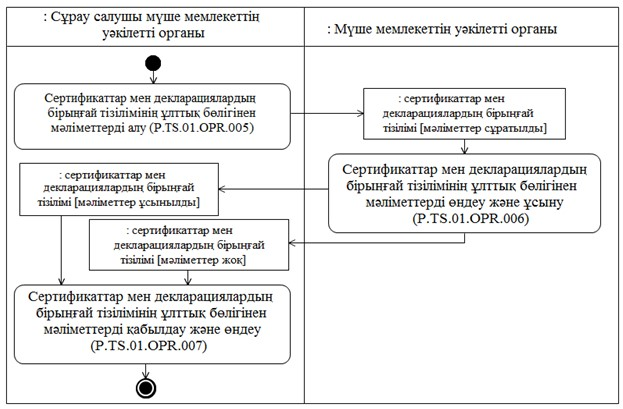 : Сұрау салушы мүше мемлекеттің
уәкілетті органы
: Мүше мемлекеттің уәкілетті органы
Сертификаттар мен декларациялардың
бірыңғай тізілімінің ұлттық бөлігінен
мәліметтерді алу (P.TS.01.OPR.005)
: сертификаттар мен
декларациялардың бірыңғай
тізілімі [мәліметтер сұратылды]
Сертификаттар мен декларациялардың
бірыңғай тізілімінің ұлттық бөлігінен
мәліметтерді өңдеу және ұсыну
(P.TS.01.OPR.006)
: сертификаттар мен
декларациялардың бірыңғай
тізілімі [мәліметтер ұсынылды]
: сертификаттар мен
декларациялардың бірыңғай
тізілімі [мәліметтер жоқ]
Сертификаттар мен декларациялардың
бірыңғай тізілімінің ұлттық бөлігінен
мәліметтерді қабылдау және өңдеу
(P.TS.01.OPR.007)